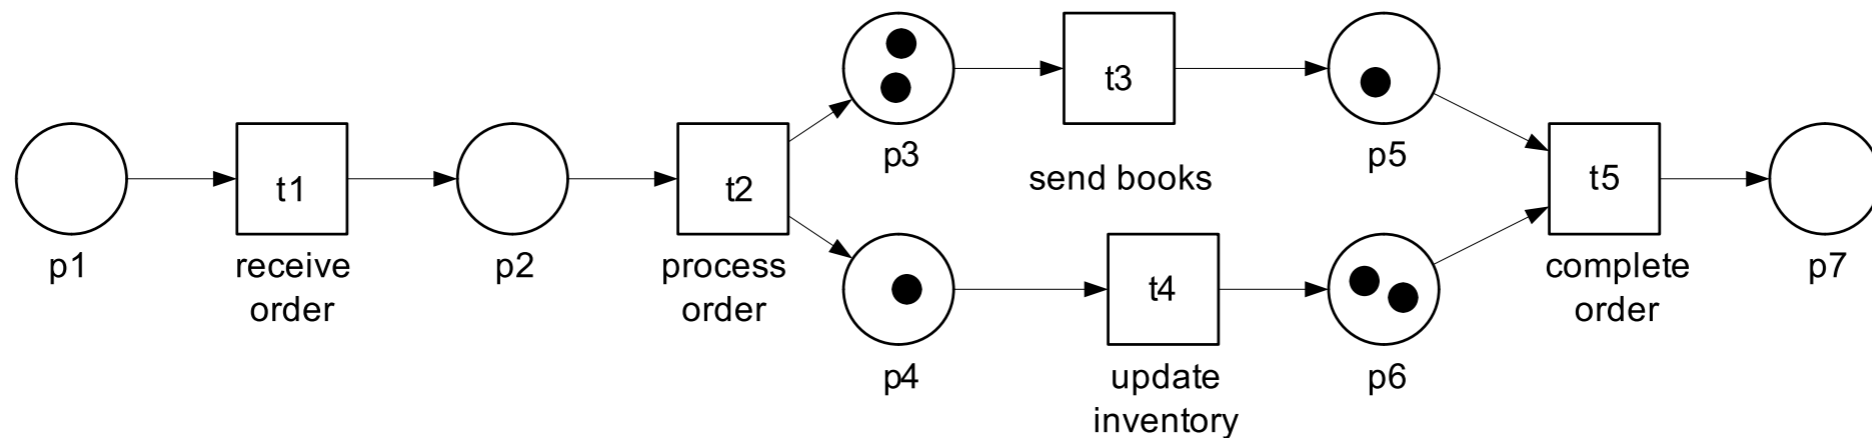 t3
p3
p5
t1
t2
t5
send books
p1
receive
order
p2
process
order
complete
order
p7
t4
p4
update
inventory
p6